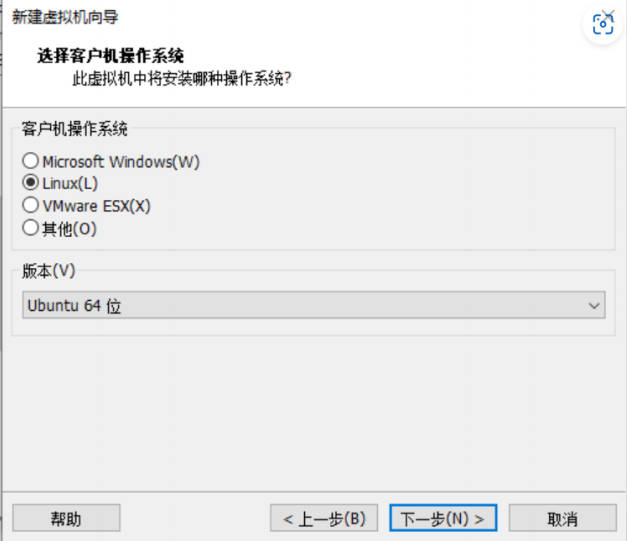 新建虚拟机向导
选择客户机操作系统
此虚拟机中将安装哪种操作系统?
客户机操作系统
Microsoft Windows(W)
Linux(L)
VMware ESX(X)
其他(O)
版本(V)
Ubuntu 64 位
帮助
< 上一步(B)
下一步(N) >
取消